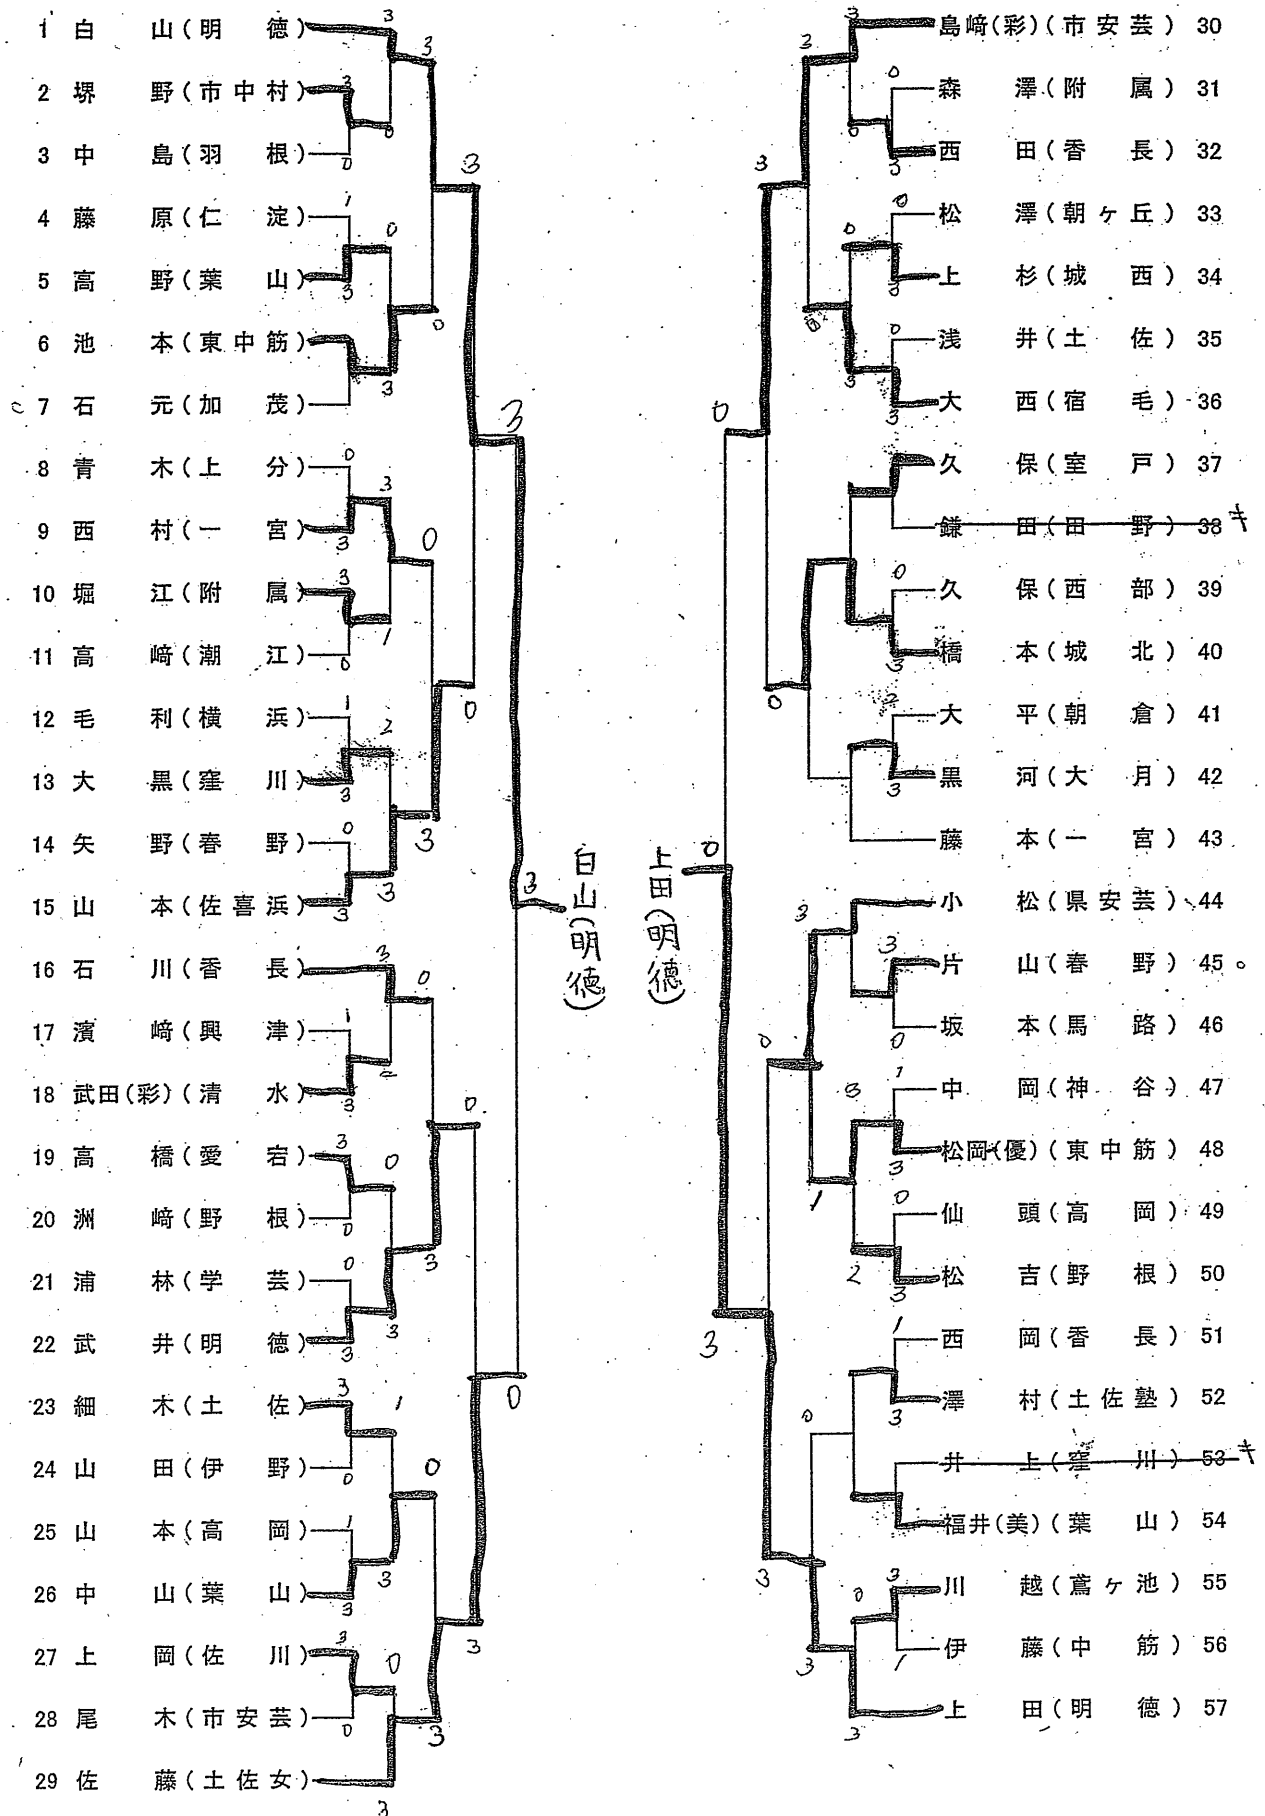 1 白山(明徳)
2 堺野(市中村)
3 中島(羽根)
4 藤原(仁淀)
5 高野(葉山)
6 池本(東中筋)
7 石元(加茂)
8 青木(上分)
9 西村(一宮)
10 堀江(附属)
11 高﨑(潮江)
12 毛利(横浜)
13 大黒(窪川)
14 矢野(春野)
15 山本(佐喜浜)
16 石川(香長)
17 濱﨑(興津)
18 武田(彩)(清水)
19 高橋(愛宕)
20 洲﨑(野根)
21 浦林(学芸)
22 武井(明徳)
23 細木(土佐)
24 山田(伊野)
25 山本(高岡)
26 中山(葉山)
27 上岡(佐川)
28 尾木(市安芸)
29 佐藤(土佐女)
白山(明徳)
上田(明徳)
島﨑(彩)(市安芸) 30
森澤(附属) 31
西田(香長) 32
松澤(朝ヶ丘) 33
上杉(城西) 34
浅井(土佐) 35
大西(宿毛) 36
久保(室戸) 37
鎌田(田野) 38 キ
久保(西部) 39
橋本(城北) 40
大平(朝倉) 41
黒河(大月) 42
藤本(一宮) 43
小松(県安芸) 44
片山(春野) 45
坂本(馬路) 46
中岡(神谷) 47
松岡(優)(東中筋) 48
仙頭(高岡) 49
松吉(野根) 50
西岡(香長) 51
澤村(土佐塾) 52
井上(窪川) 53 キ
福井(美)(葉山) 54
川越(鳶ヶ池) 55
伊藤(中筋) 56
上田(明徳) 57